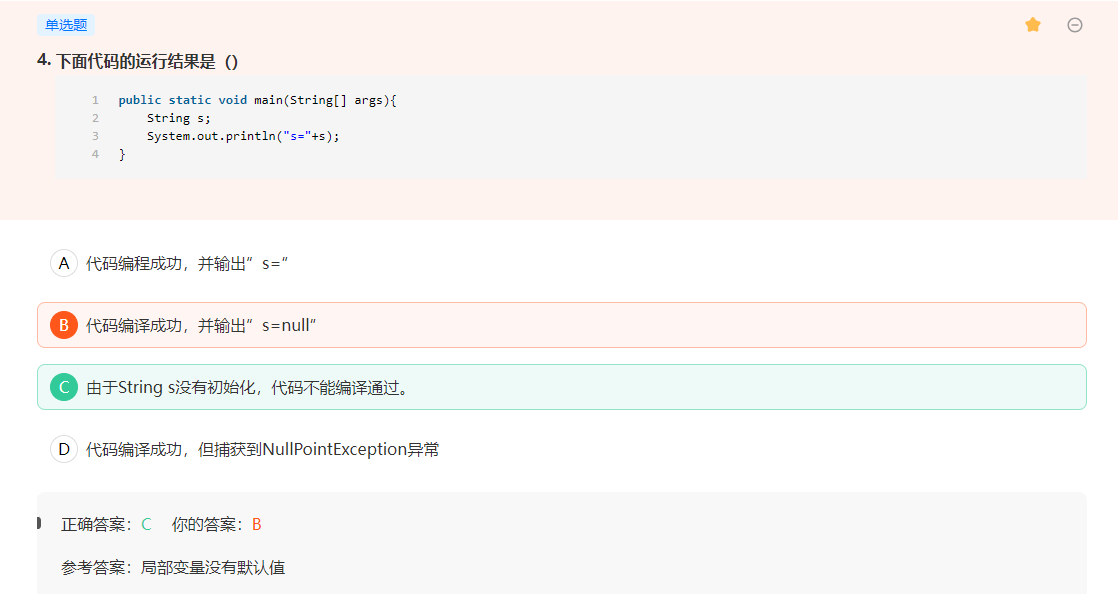 单选题
4. 下面代码的运行结果是（）
1 public static void main(String[] args){
2 String s;
3 System.out.println("s="+s);
4 }
A 代码编程成功，并输出”s=“
B 代码编译成功，并输出”s=null“
C 由于String s没有初始化，代码不能编译通过。
D 代码编译成功，但捕获到NullPointException异常
正确答案：C 你的答案：B
参考答案：局部变量没有默认值